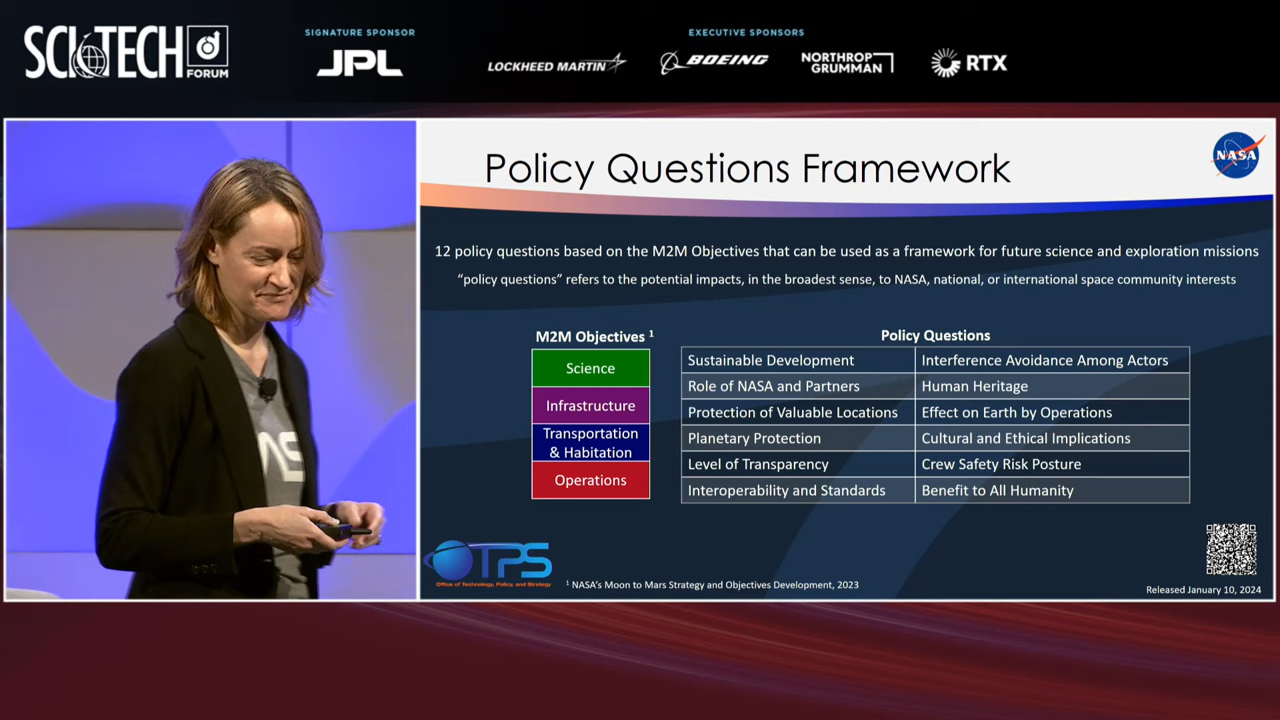 SCITECH
FORUM
SIGNATURE SPONSOR
JPL
EXECUTIVE SPONSORS
LOCKHEED MARTIN
BOEING
NORTHROP
GRUMMAN
RTX
Policy Questions Framework
NASA
12 policy questions based on the M2M Objectives that can be used as a framework for future science and exploration missions
“policy questions” refers to the potential impacts, in the broadest sense, to NASA, national, or international space community interests
M2M Objectives 1
Science
Infrastructure
Transportation
& Habitation
Operations
Policy Questions
Sustainable Development
Interference Avoidance Among Actors
Role of NASA and Partners
Human Heritage
Protection of Valuable Locations
Effect on Earth by Operations
Planetary Protection
Cultural and Ethical Implications
Level of Transparency
Crew Safety Risk Posture
Interoperability and Standards
Benefit to All Humanity
OTPS
Office of Technology, Policy, and Strategy
1 NASA’s Moon to Mars Strategy and Objectives Development, 2023
Released January 10, 2024